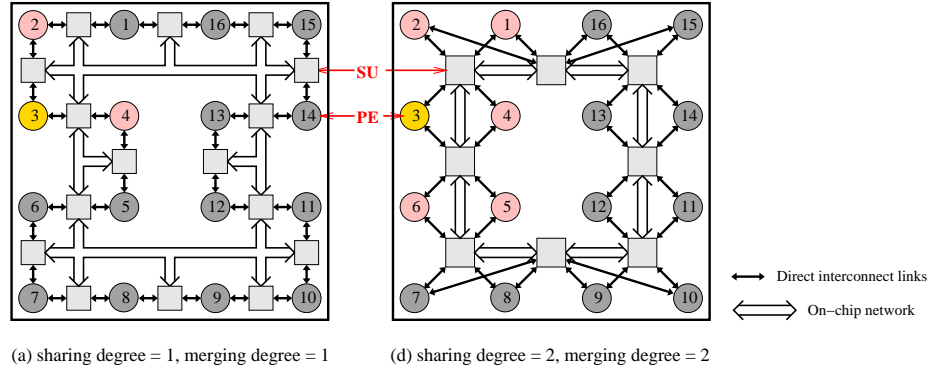 2 1 16 15 2 1 16 15
SU
3 4 13 14 PE 3 4 13 14
6 5 12 11 6 5 12 11
Direct interconnect links
7 8 9 10 7 8 9 10
On−chip network
(a) sharing degree = 1, merging degree = 1 (d) sharing degree = 2, merging degree = 2